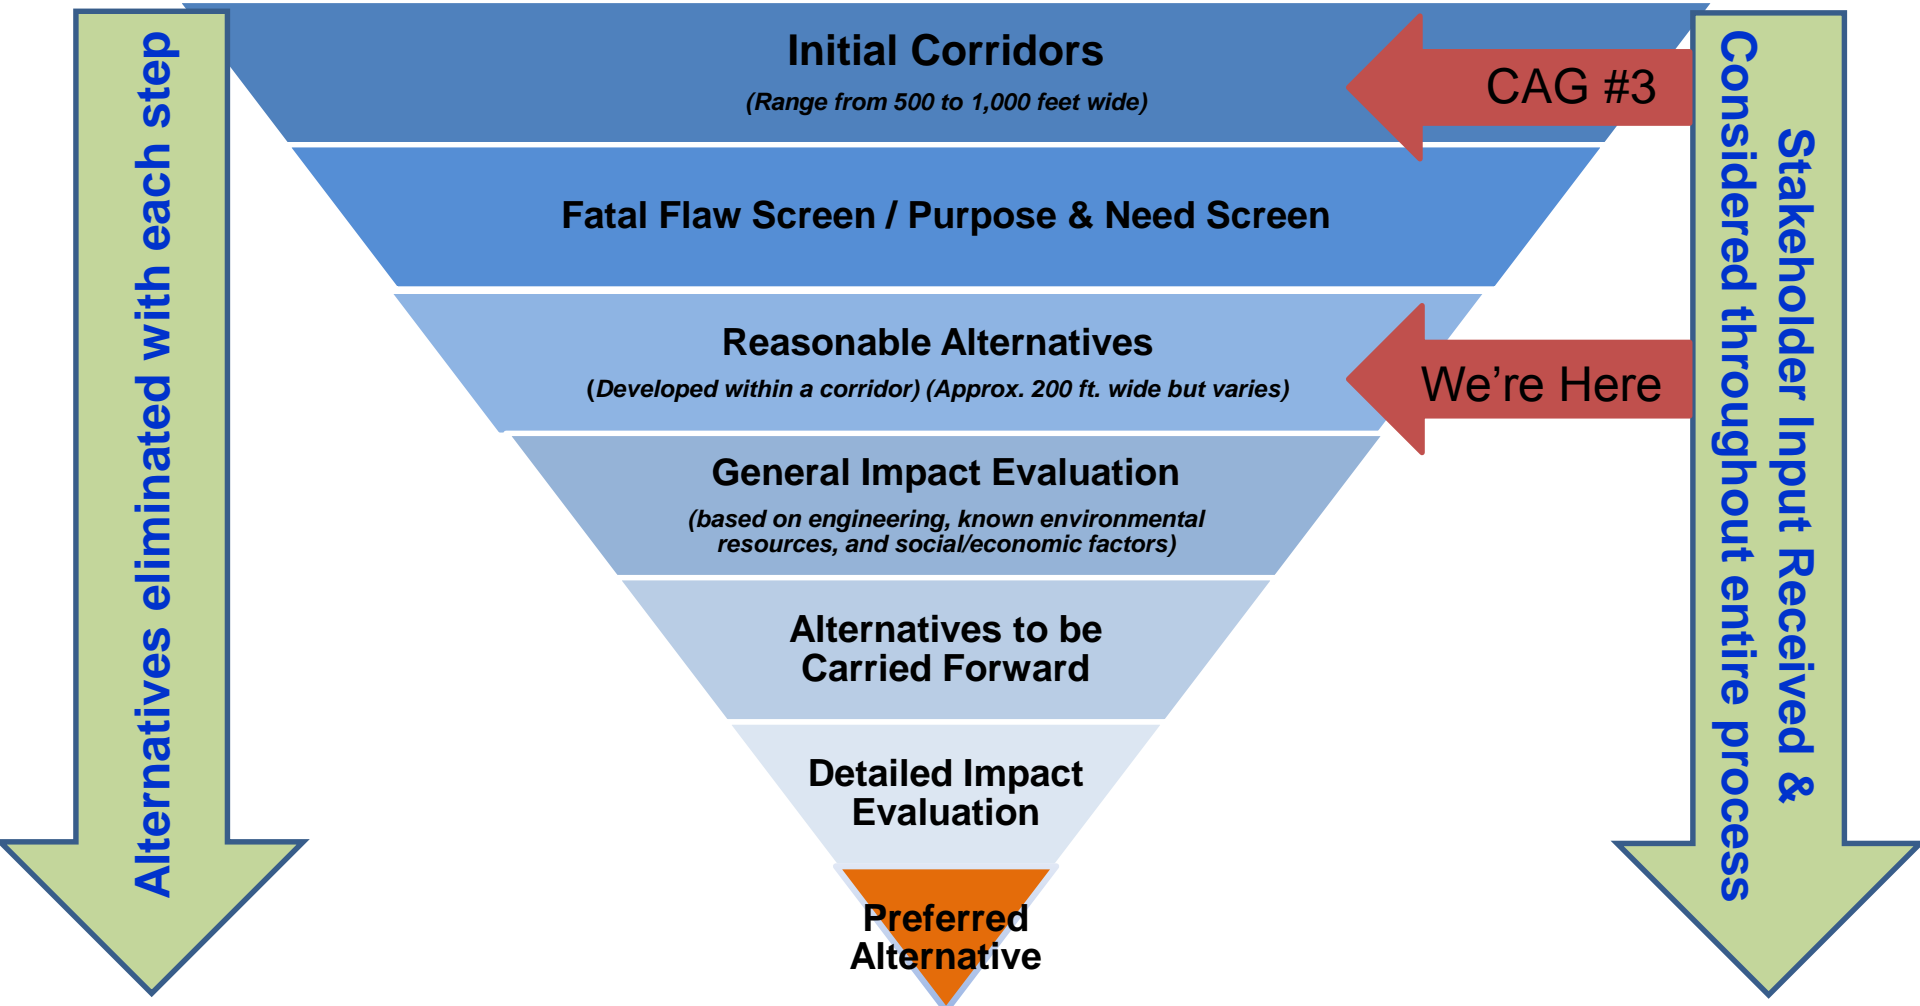 Alternatives eliminated with each step
Initial Corridors
(Range from 500 to 1,000 feet wide)
CAG #3
Fatal Flaw Screen / Purpose & Need Screen
Reasonable Alternatives
(Developed within a corridor) (Approx. 200 ft. wide but varies)
We’re Here
General Impact Evaluation
(based on engineering, known environmental
resources, and social/economic factors)
Alternatives to be
Carried Forward
Detailed Impact
Evaluation
Preferred
Alternative
Stakeholder Input Received &
Considered throughout entire process